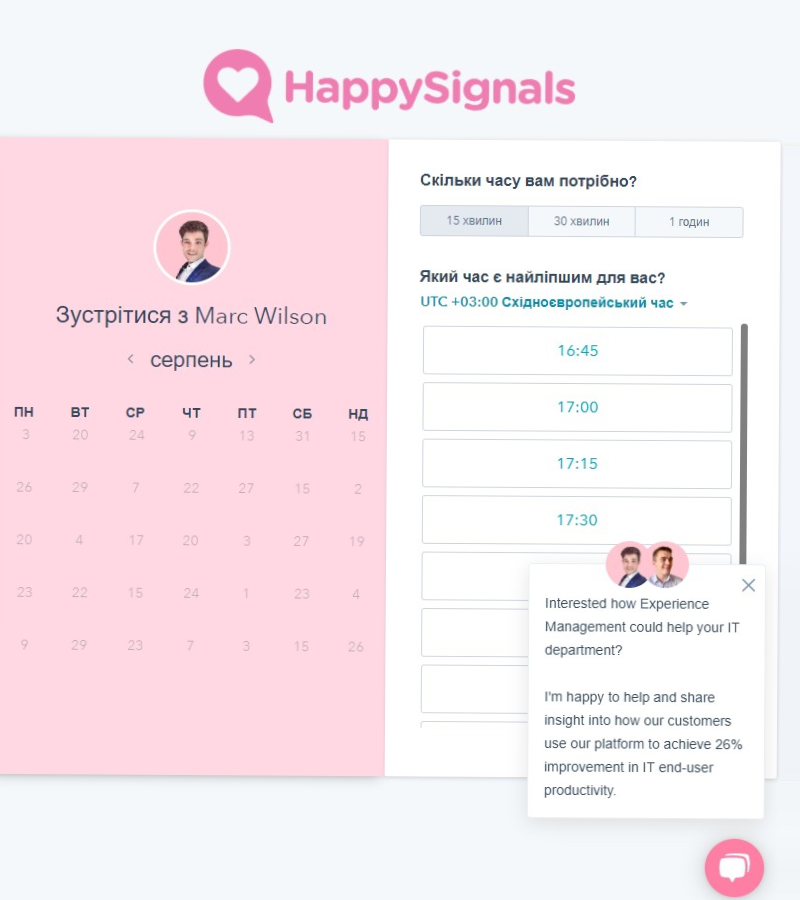 HappySignals
Зустрітися з Marc Wilson
серпень
ПН ВТ СР ЧТ ПТ СБ НД
3 20 24 9 13 31 15
26 29 7 22 27 15 2
20 4 17 20 3 27 19
23 22 15 24 1 23 4
9 29 23 7 3 15 26
Скільки часу вам потрібно?
15 хвилин 30 хвилин 1 годин
Який час є найліпшим для вас?
UTC +03:00 Східноєвропейський час
16:45
17:00
17:15
17:30
Interested how Experience
Management could help your IT
department?
I'm happy to help and share
insight into how our customers
use our platform to achieve 26%
improvement in IT end-user
productivity.